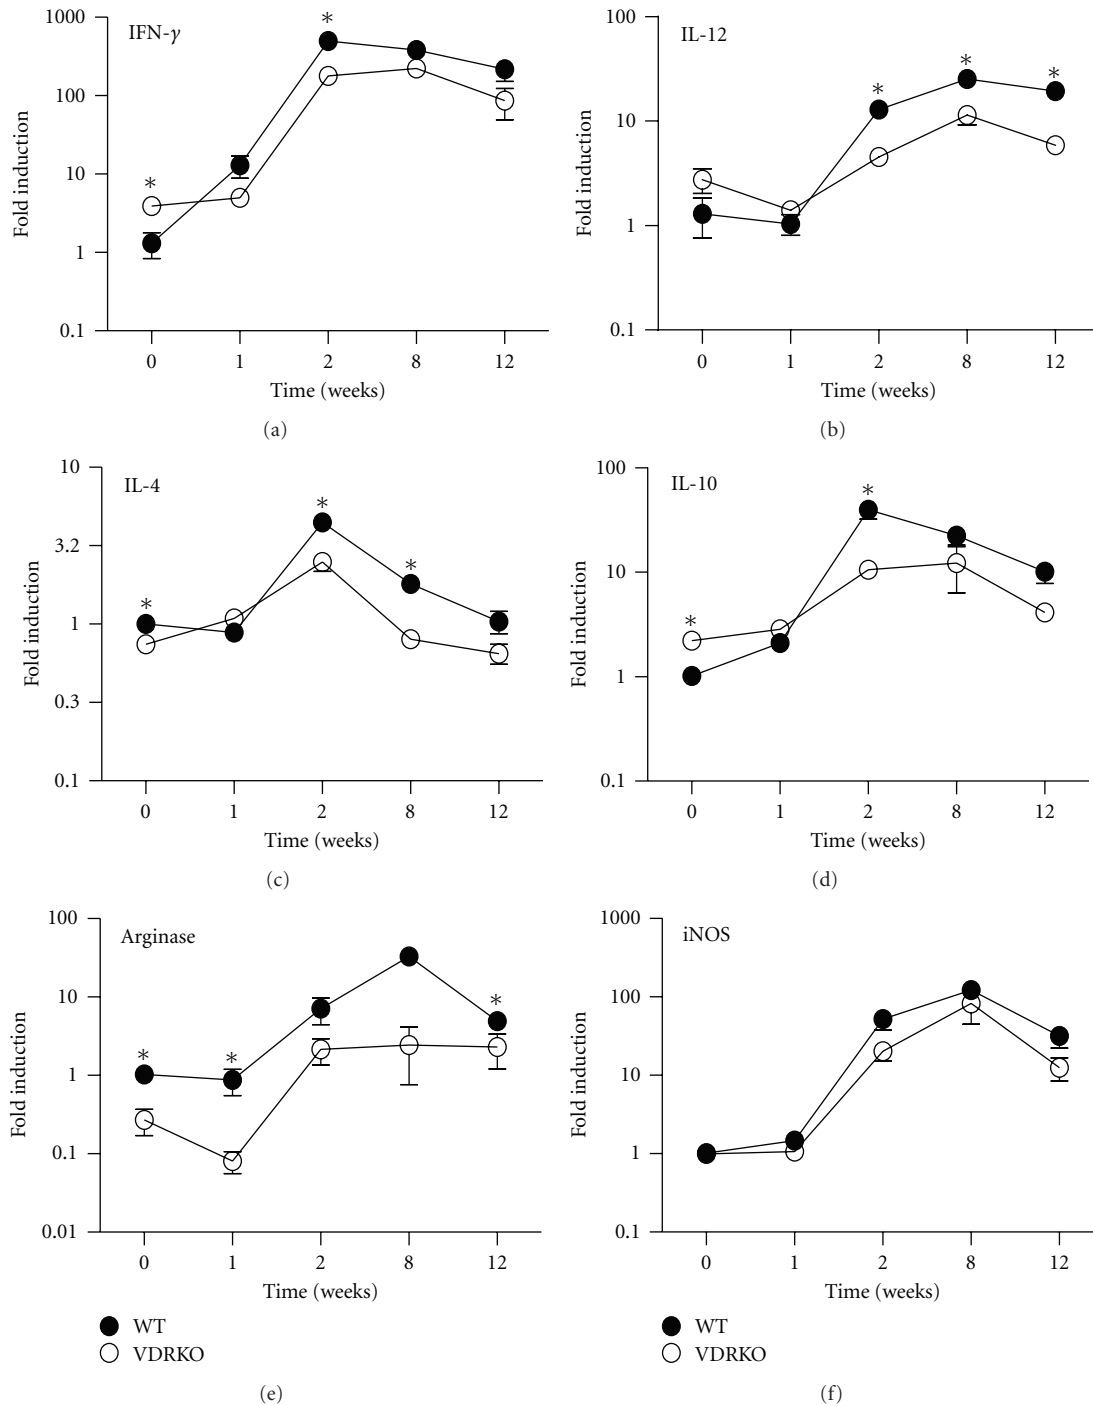 IFN-γ
*
*
1000
100
10
1
0.1
Fold induction
0 1 2 8 12
Time (weeks)
(a)
IL-12
*
*
*
100
10
1
0.1
Fold induction
0 1 2 8 12
Time (weeks)
(b)
IL-4
*
*
*
10
3.2
1
0.3
0.1
Fold induction
0 1 2 8 12
Time (weeks)
(c)
IL-10
*
*
100
10
1
0.1
Fold induction
0 1 2 8 12
Time (weeks)
(d)
Arginase
*
*
*
100
10
1
0.1
0.01
Fold induction
0 1 2 8 12
Time (weeks)
WT
VDRKO
(e)
iNOS
1000
100
10
1
0.1
Fold induction
0 1 2 8 12
Time (weeks)
WT
VDRKO
(f)